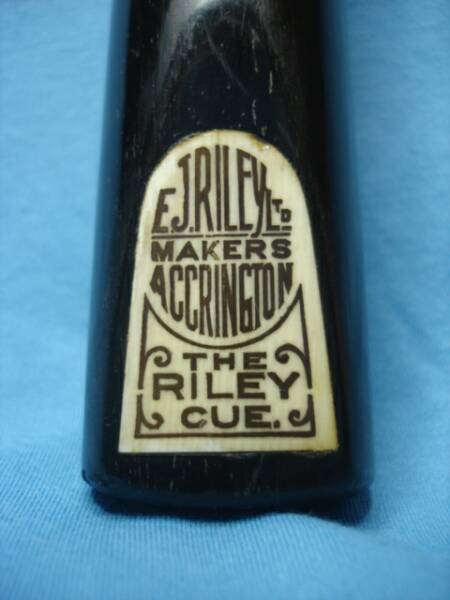 E.J.RILEY LTD
MAKERS
ACCRINGTON
THE
RILEY
CUE.